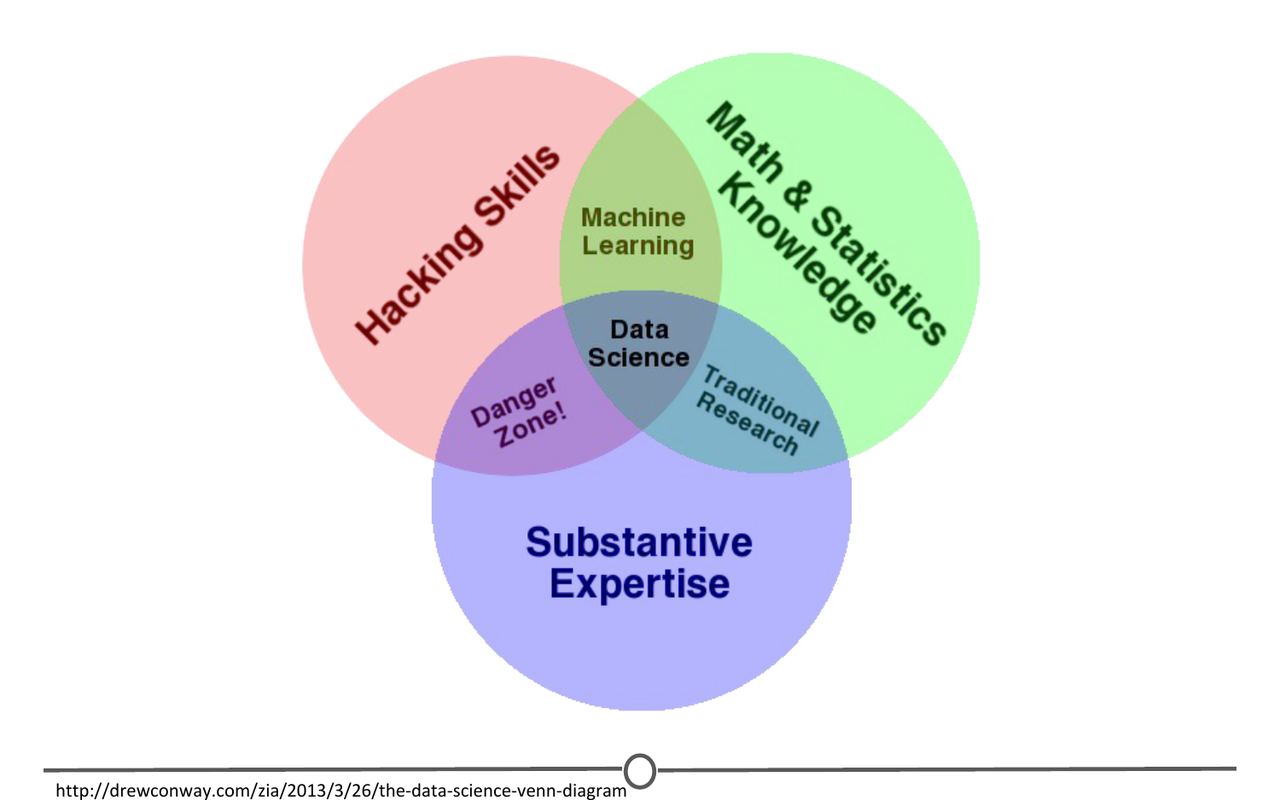 Hacking Skills
Math & Statistics
Knowledge
Machine
Learning
Data
Science
Danger
Zone!
Traditional
Research
Substantive
Expertise
http://drewconway.com/zia/2013/3/26/the-data-science-venn-diagram